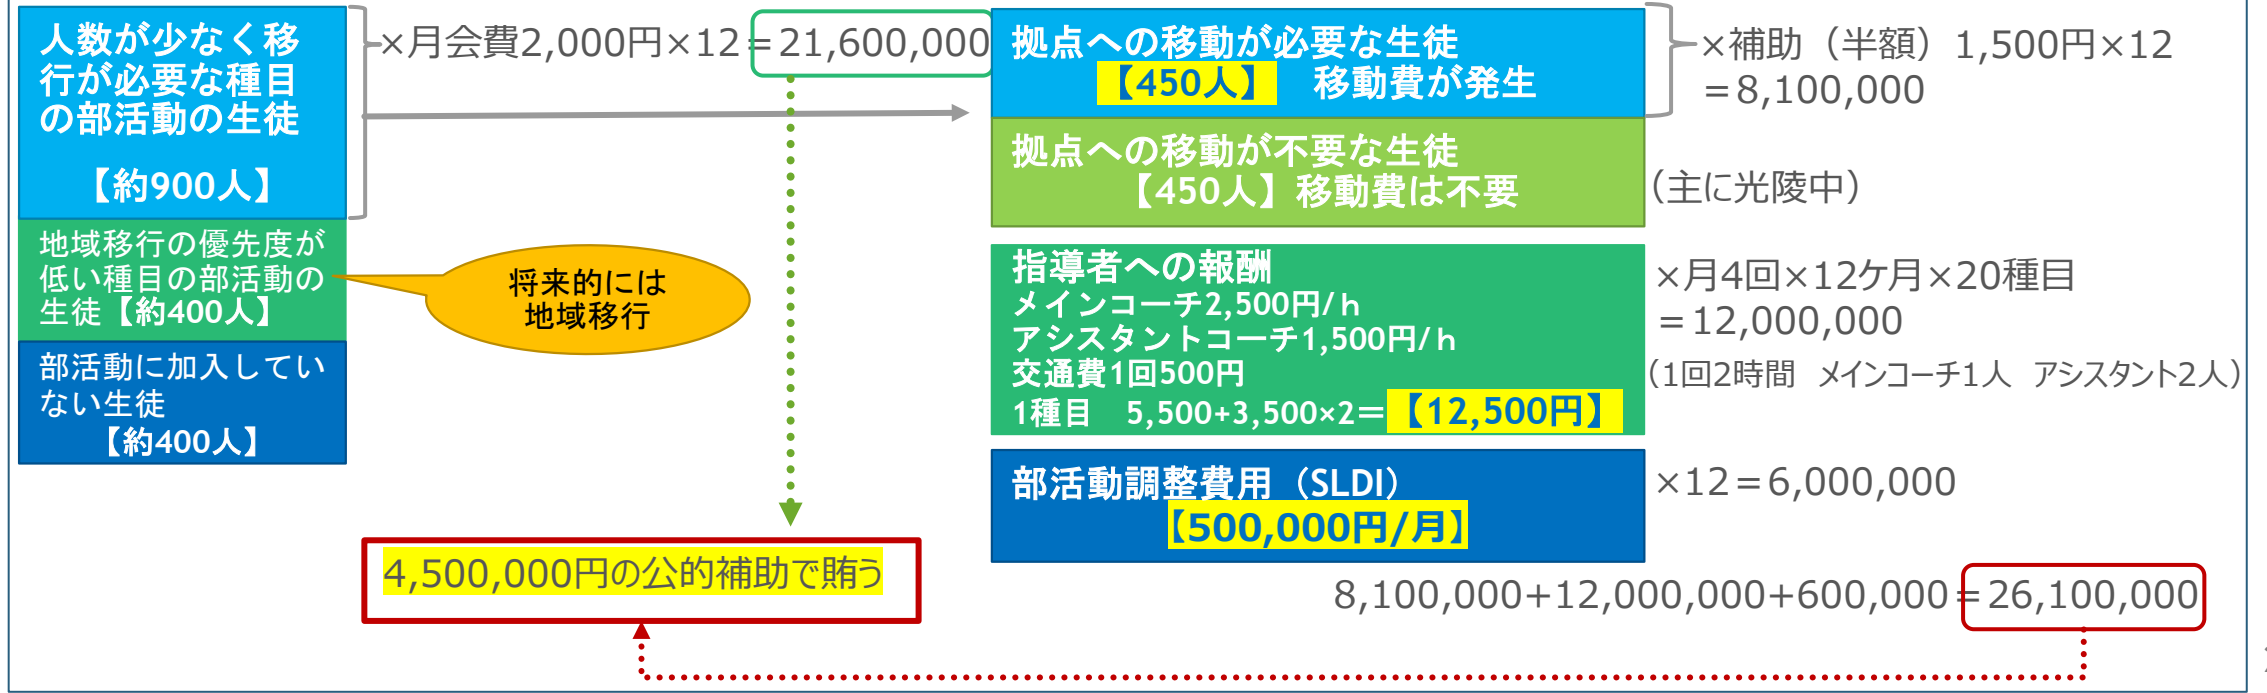 人数が少なく移
行が必要な種目
の部活動の生徒
【約900人】
×月会費2,000円×12＝21,600,000
地域移行の優先度が
低い種目の部活動の
生徒【約400人】
将来的には
地域移行
部活動に加入してい
ない生徒
【約400人】
拠点への移動が必要な生徒
【450人】　移動費が発生
×補助（半額）1,500円×12
＝8,100,000
拠点への移動が不要な生徒
【450人】移動費は不要
（主に光陵中）
指導者への報酬
メインコーチ2,500円/ｈ
アシスタントコーチ1,500円/ｈ
交通費1回500円
1種目　5,500+3,500×2＝【12,500円】
×月4回×12ケ月×20種目
＝12,000,000
（1回2時間　メインコーチ1人　アシスタント2人）
部活動調整費用（SLDI）
【500,000円/月】
×12＝6,000,000
4,500,000円の公的補助で賄う
8,100,000+12,000,000+600,000＝26,100,000